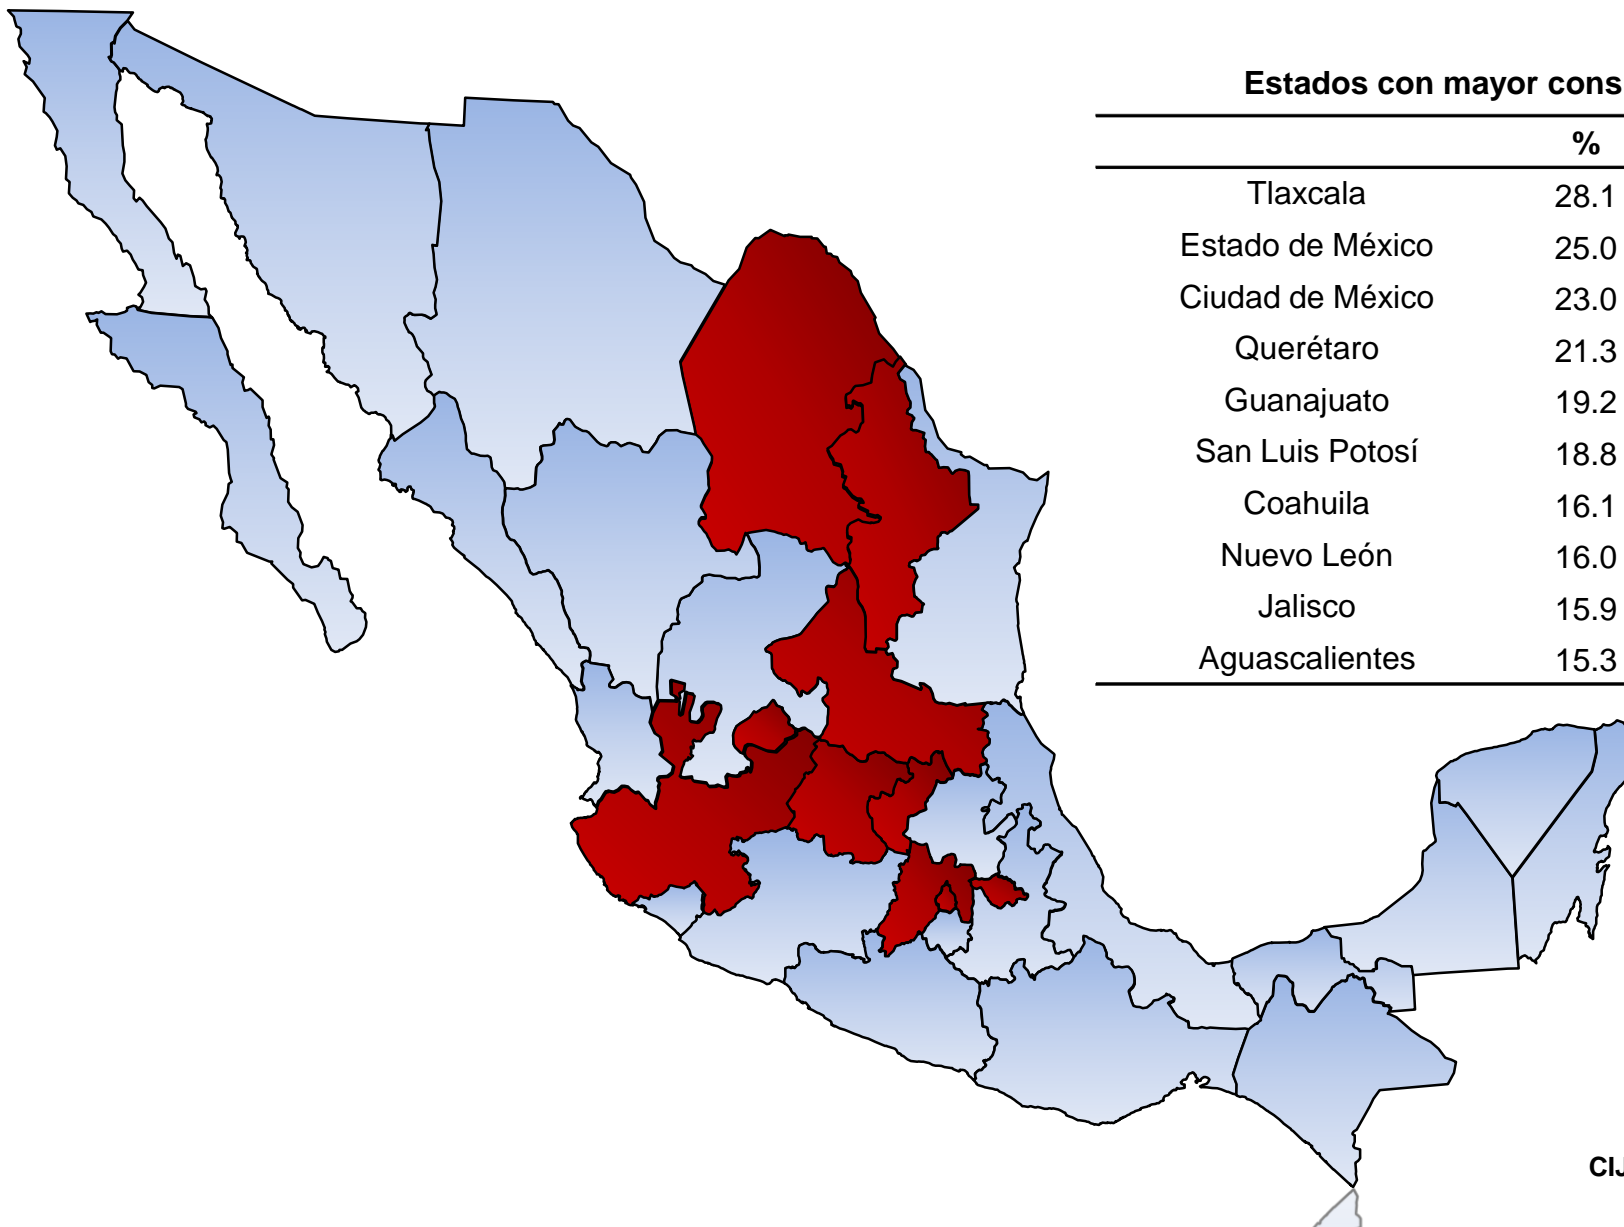 Estados con mayor cons
%
Tlaxcala 28.1
Estado de México 25.0
Ciudad de México 23.0
Querétaro 21.3
Guanajuato 19.2
San Luis Potosí 18.8
Coahuila 16.1
Nuevo León 16.0
Jalisco 15.9
Aguascalientes 15.3
CIJ